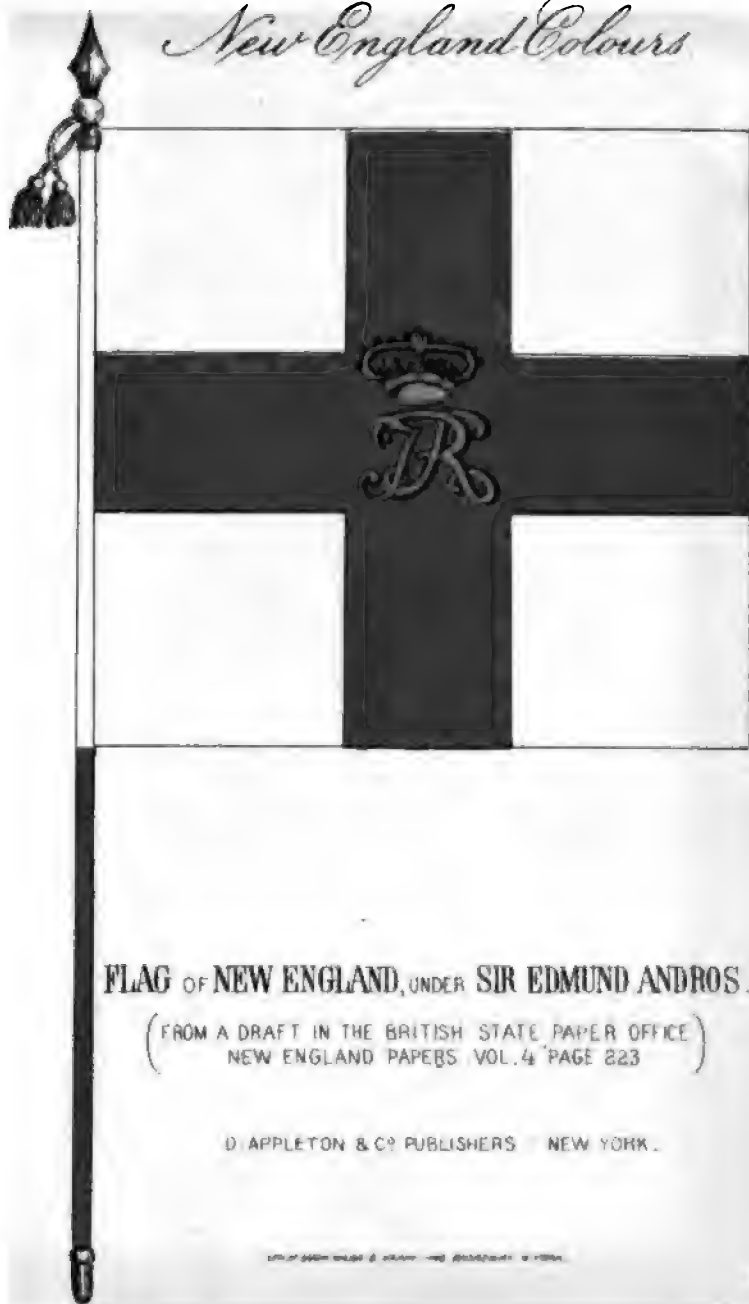 New England Colours
JR
FLAG OF NEW ENGLAND, UNDER SIR EDMUND ANDROS.
(FROM A DRAFT IN THE BRITISH STATE PAPER OFFICE
NEW ENGLAND PAPERS VOL. 4 PAGE 223)
D. APPLETON & Co. PUBLISHERS NEW YORK.